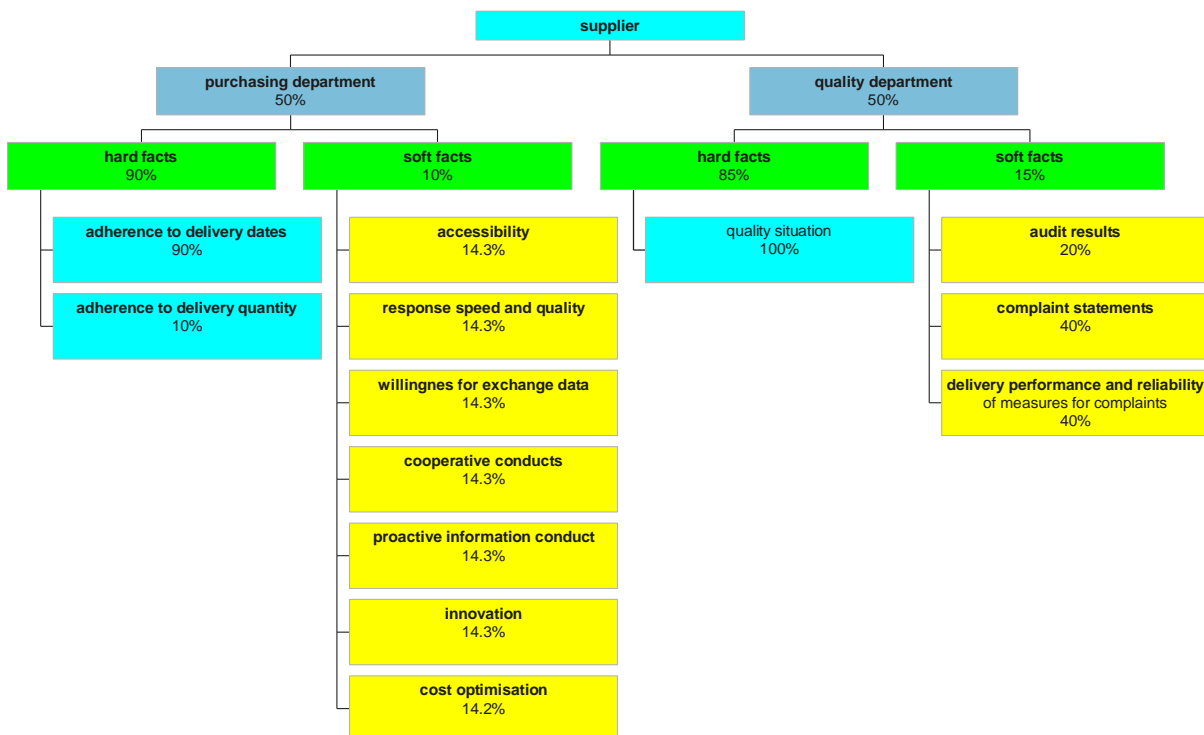 supplier
purchasing department
50%
quality department
50%
hard facts
90%
soft facts
10%
hard facts
85%
soft facts
15%
adherence to delivery dates
90%
adherence to delivery quantity
10%
accessibility
14.3%
response speed and quality
14.3%
willingnes for exchange data
14.3%
cooperative conducts
14.3%
proactive information conduct
14.3%
innovation
14.3%
cost optimisation
14.2%
quality situation
100%
audit results
20%
complaint statements
40%
delivery performance and reliability
of measures for complaints
40%